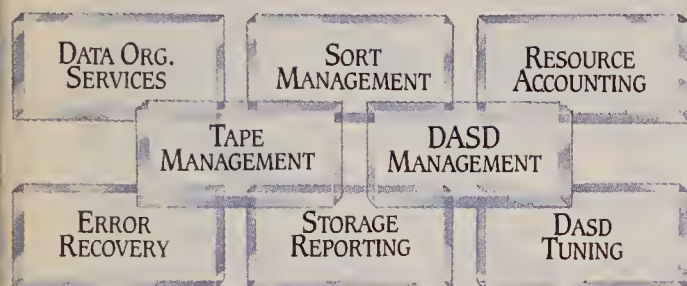 DATA ORG.
SERVICES
SORT
MANAGEMENT
RESOURCE
ACCOUNTING
TAPE
MANAGEMENT
DASD
MANAGEMENT
ERROR
RECOVERY
STORAGE
REPORTING
DASD
TUNING